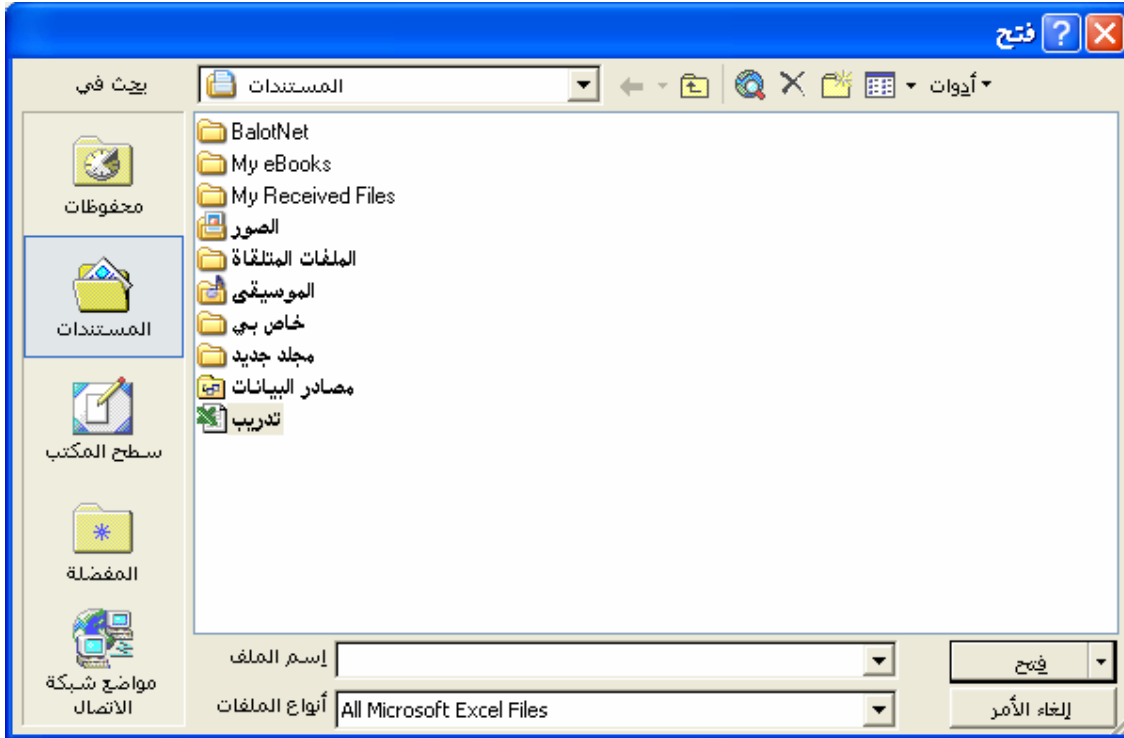 فتح
بحث في
المستندات
أدوات
محفوظات
المستندات
سطح المكتب
المفضلة
مواضع شبكة
الاتصال
BalotNet
My eBooks
My Received Files
الصور
الملفات المتلقاة
الموسيقى
خاص بي
مجلد جديد
مصادر البيانات
تدريب
إسم الملف
فتح
أنواع الملفات
All Microsoft Excel Files
إلغاء الأمر